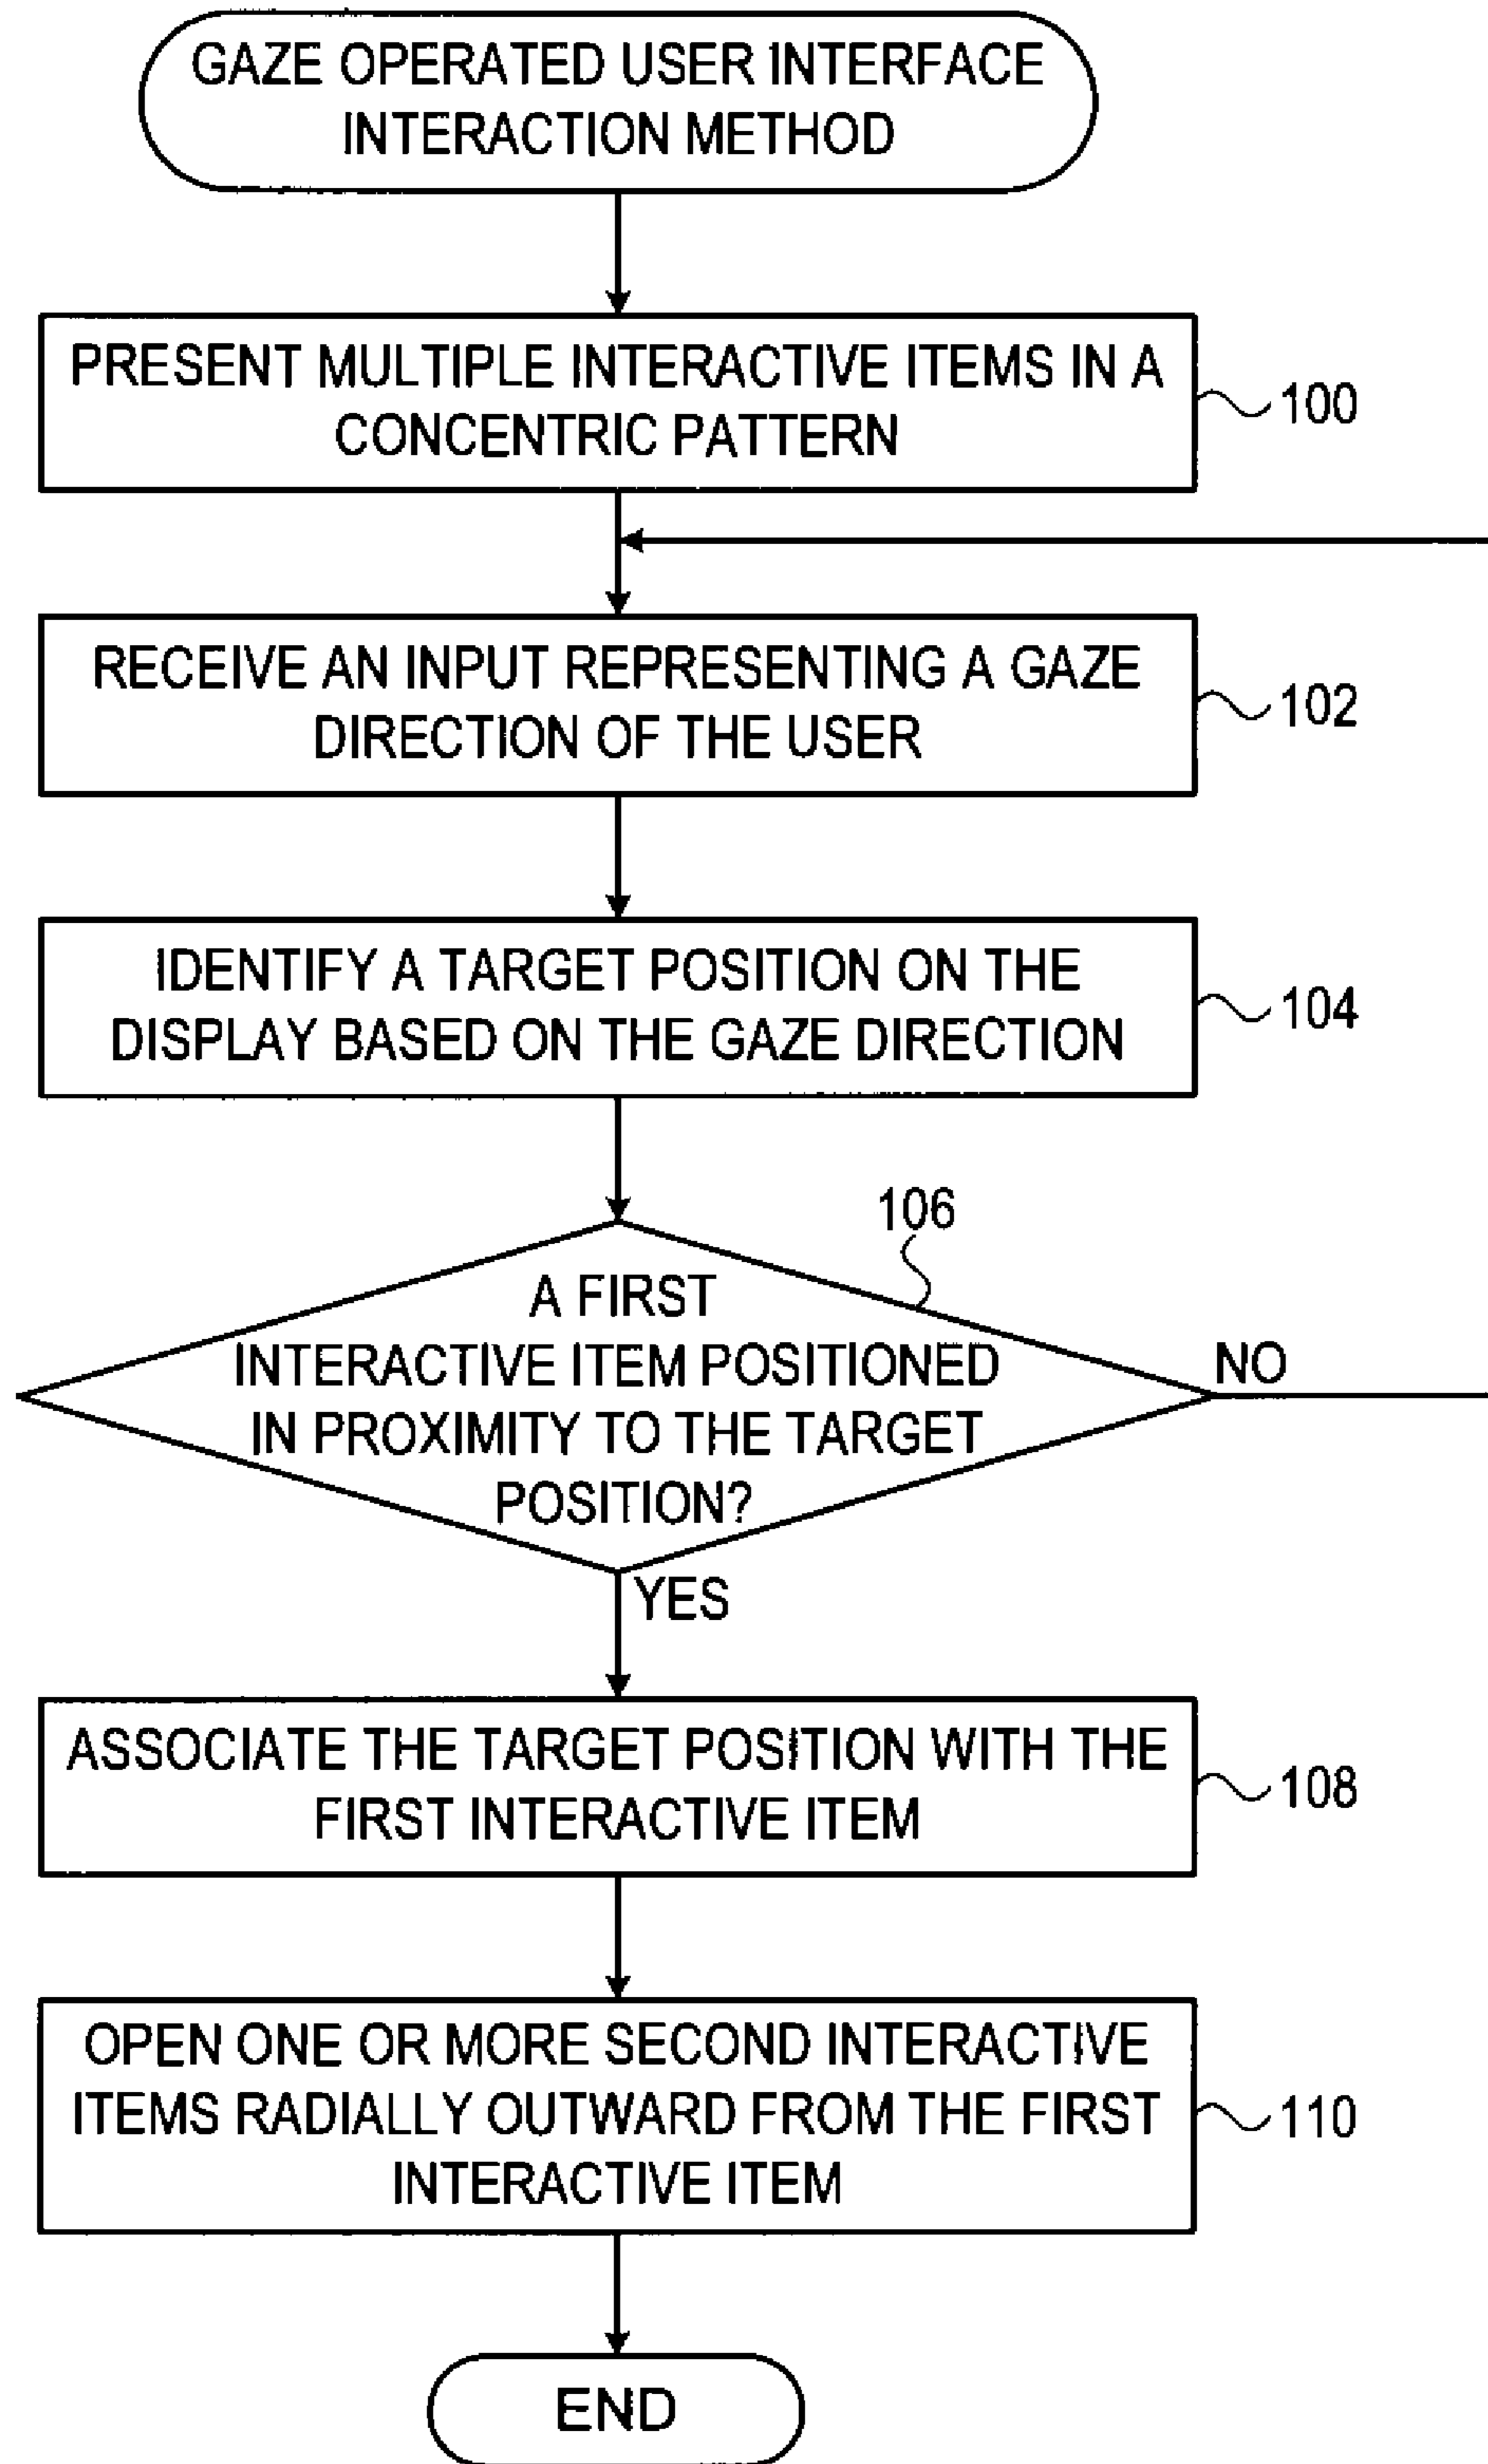 GAZE OPERATED USER INTERFACE
INTERACTION METHOD
PRESENT MULTIPLE INTERACTIVE ITEMS IN A
CONCENTRIC PATTERN
100
RECEIVE AN INPUT REPRESENTING A GAZE
DIRECTION OF THE USER
102
IDENTIFY A TARGET POSITION ON THE
DISPLAY BASED ON THE GAZE DIRECTION
104
106
A FIRST
INTERACTIVE ITEM POSITIONED
IN PROXIMITY TO THE TARGET
POSITION?
NO
YES
ASSOCIATE THE TARGET POSITION WITH THE
FIRST INTERACTIVE ITEM
108
OPEN ONE OR MORE SECOND INTERACTIVE
ITEMS RADIALLY OUTWARD FROM THE FIRST
INTERACTIVE ITEM
110
END